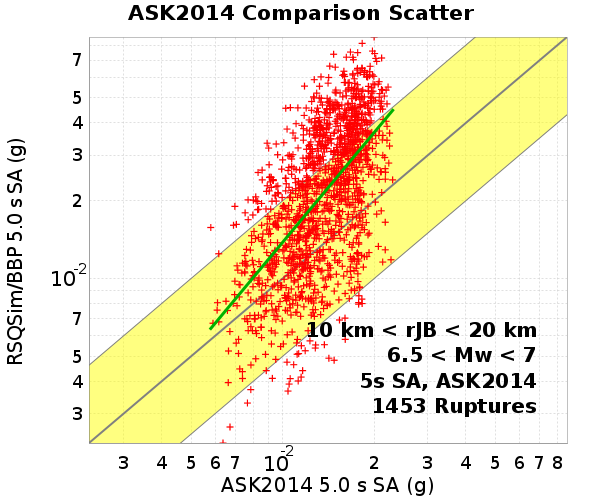 ASK2014 Comparison Scatter
RSQSim/BBP 5.0 s SA (g)
7
5
4
3
2
10-2
7
5
4
3
10 km < rJB < 20 km
6.5 < Mw < 7
5s SA, ASK2014
1453 Ruptures
3 4 5 6 7 10-2 2 3 4 5 6 7 8
ASK2014 5.0 s SA (g)